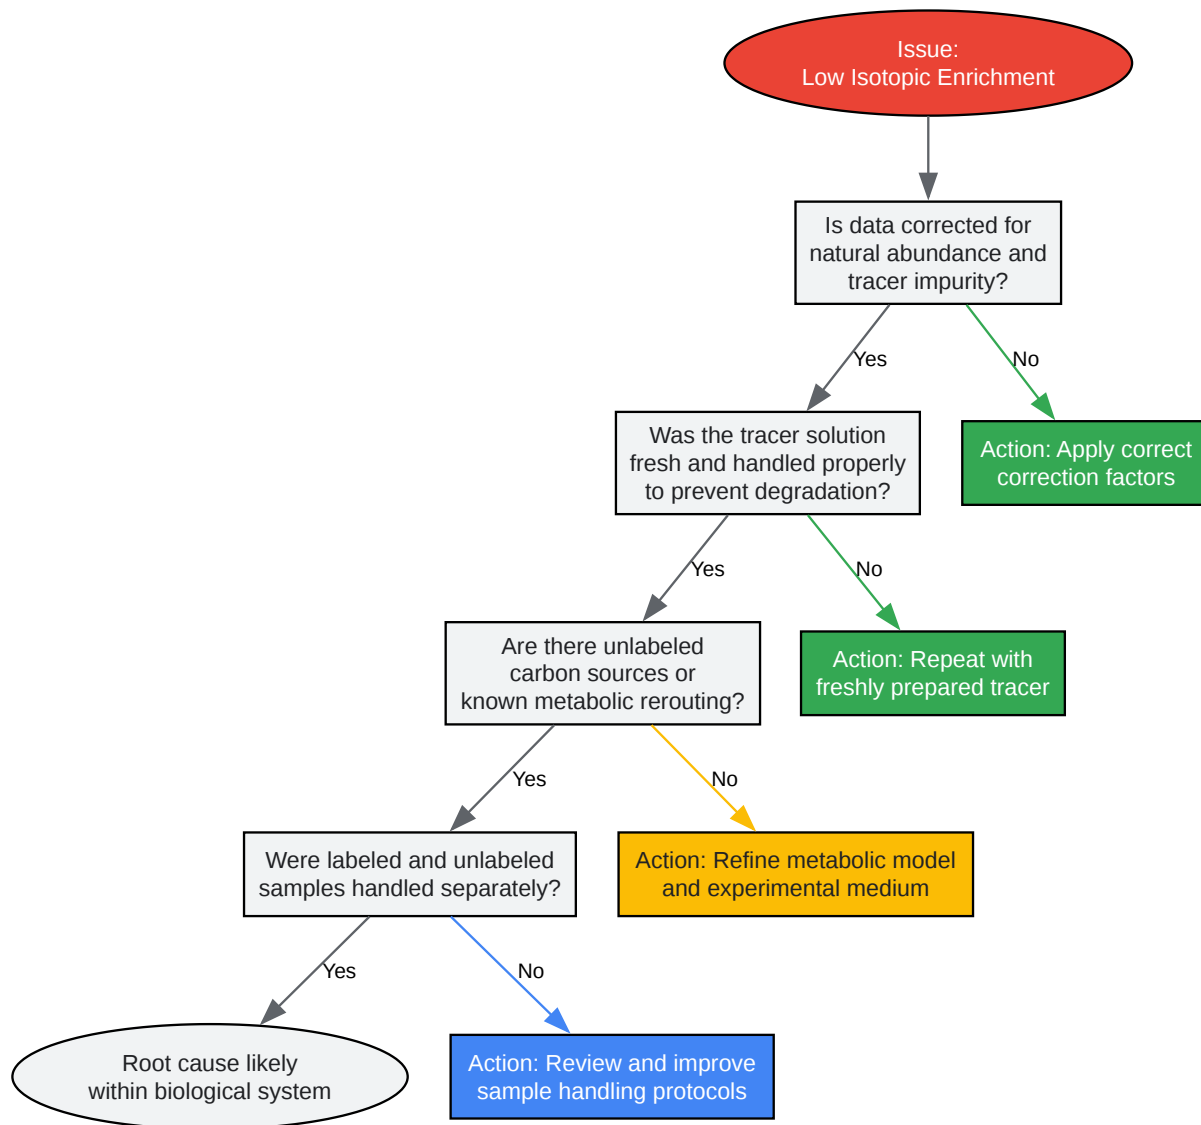 Issue:
Low Isotopic Enrichment
Is data corrected for
natural abundance and
tracer impurity?
Yes
No
Was the tracer solution
fresh and handled properly
to prevent degradation?
Action: Apply correct
correction factors
Yes
No
Are there unlabeled
carbon sources or
known metabolic rerouting?
Action: Repeat with
freshly prepared tracer
Yes
No
Were labeled and unlabeled
samples handled separately?
Action: Refine metabolic model
and experimental medium
Yes
No
Root cause likely
within biological system
Action: Review and improve
sample handling protocols